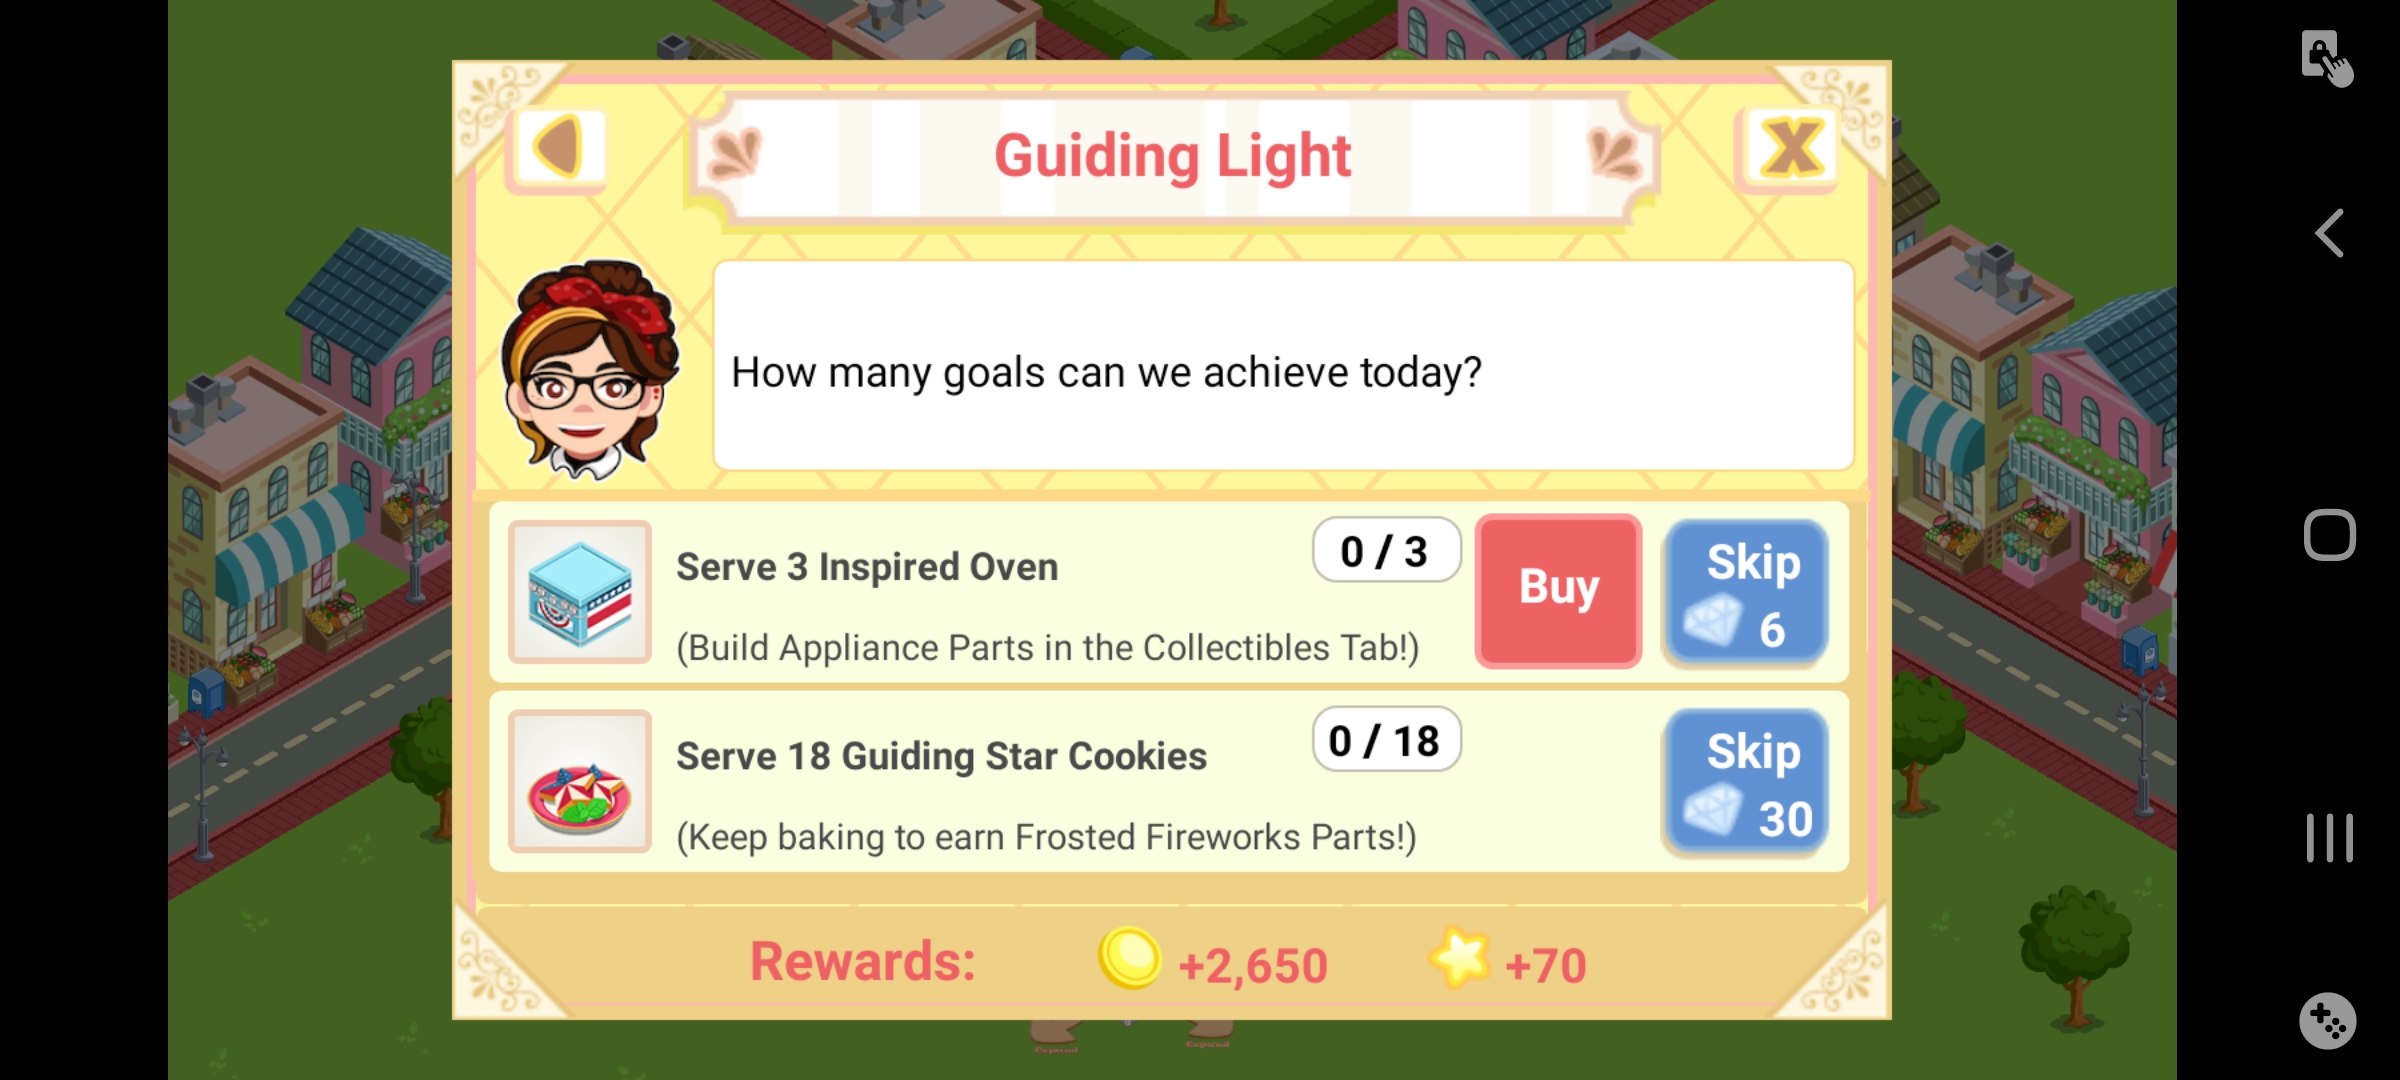 Guiding Light
How many goals can we achieve today?
Serve 3 Inspired Oven
0 / 3
(Build Appliance Parts in the Collectibles Tab!)
Buy
Skip
6
Serve 18 Guiding Star Cookies
0 / 18
(Keep baking to earn Frosted Fireworks Parts!)
Skip
30
Rewards: +2,650 +70
Expand Expand